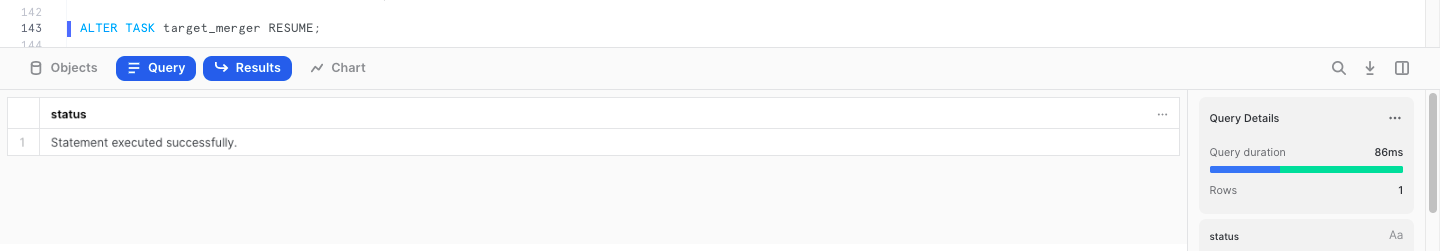 142
143 ALTER TASK target_merger RESUME;
144
Objects Query Results Chart
status ...
1 Statement executed successfully.
Query Details ...
Query duration 86ms
Rows 1
status Aa